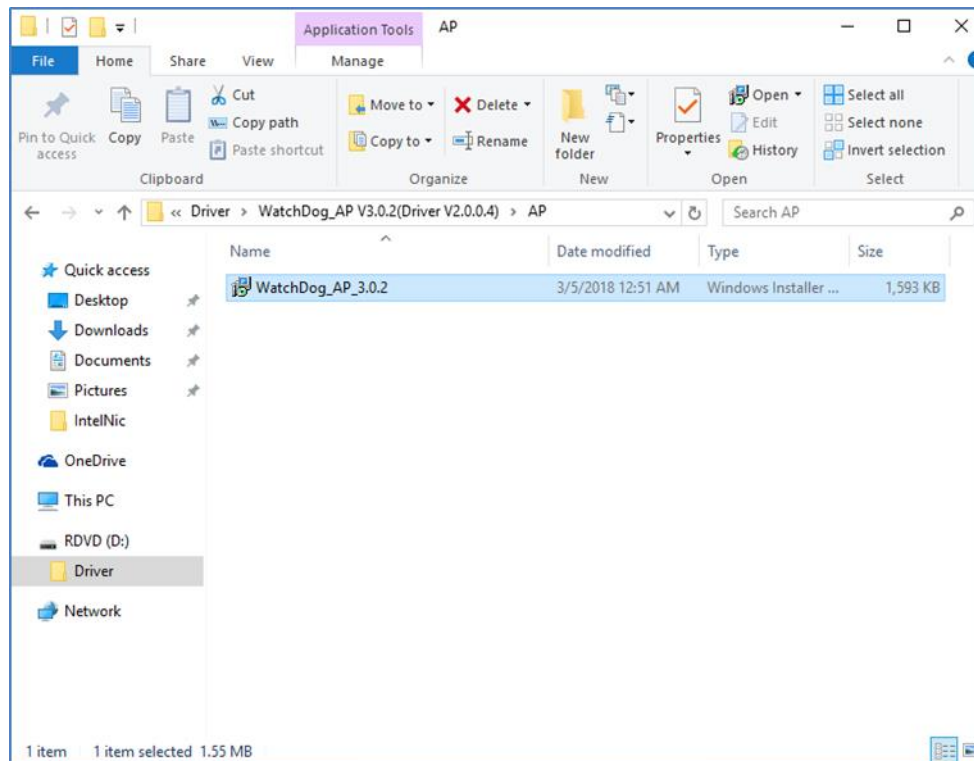 Application Tools AP
File Home Share View Manage
Pin to Quick access
Copy
Paste
Cut
Copy path
Paste shortcut
Move to
Copy to
Delete
Rename
New folder
Properties
Open
Edit
History
Select all
Select none
Invert selection
Clipboard Organize New Open Select
« Driver > WatchDog_AP V3.0.2(Driver V2.0.0.4) > AP
Search AP
Name Date modified Type Size
WatchDog_AP_3.0.2 3/5/2018 12:51 AM Windows Installer ... 1,593 KB
Quick access
Desktop
Downloads
Documents
Pictures
IntelNic
OneDrive
This PC
RDVD (D:)
Driver
Network
1 item 1 item selected 1.55 MB